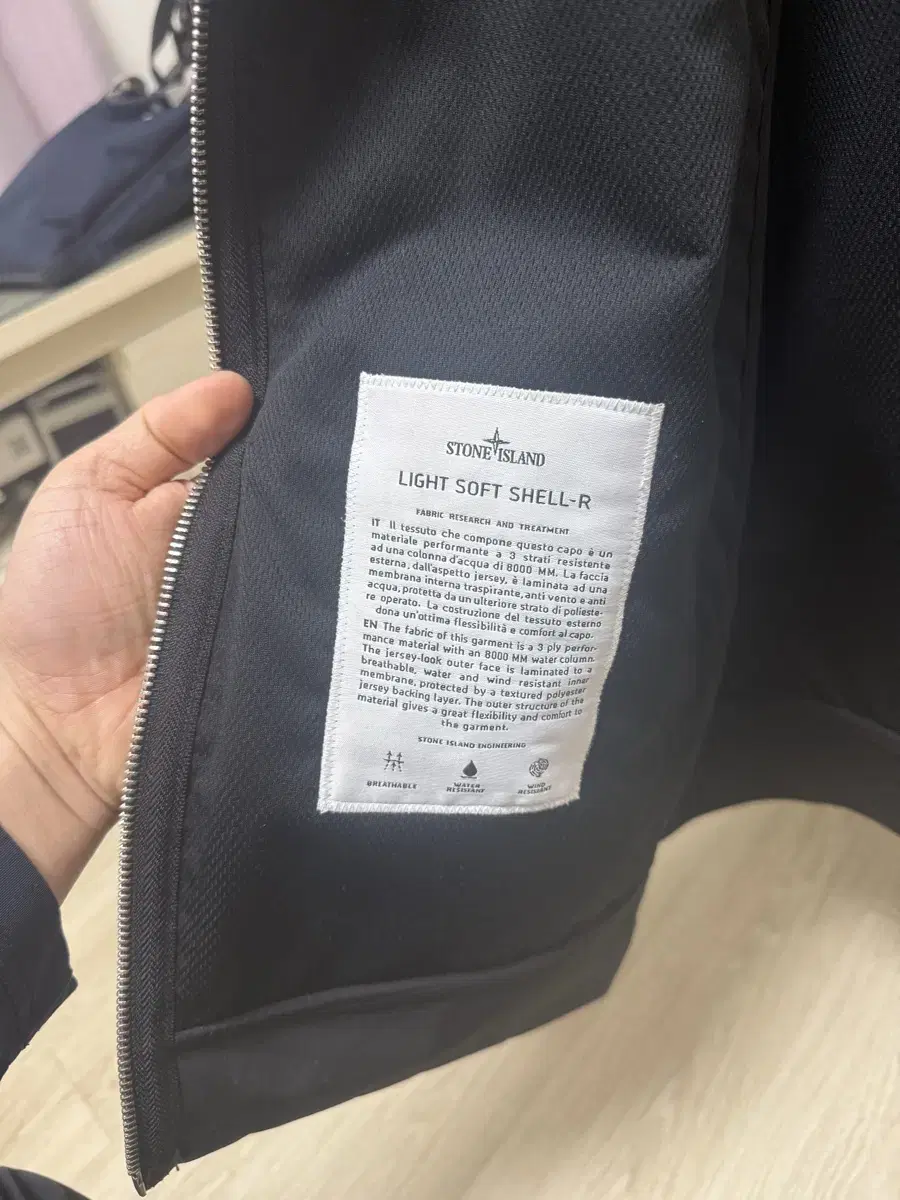 STONE ISLAND
LIGHT SOFT SHELL-R
FABRIC RESEARCH AND TREATMENT
IT Il tessuto che compone questo capo è un
materiale performante a 3 strati resistente
ad una colonna d'acqua di 8000 MM. La faccia
esterna, dall'aspetto jersey, è laminata ad una
membrana interna traspirante, anti vento e anti
acqua, protetta da un ulteriore strato di polieste-
re operato. La costruzione del tessuto esterno
dona un'ottima flessibilità e comfort al capo.
EN The fabric of this garment is a 3 ply perfor-
mance material with an 8000 MM water column.
The jersey-look outer face is laminated to a
breathable, water and wind resistant inner
membrane, protected by a textured polyester
jersey backing layer. The outer structure of the
material gives a great flexibility and comfort to
the garment.
STONE ISLAND ENGINEERING
BREATHABLE
WATER
RESISTANT
WIND
RESISTANT